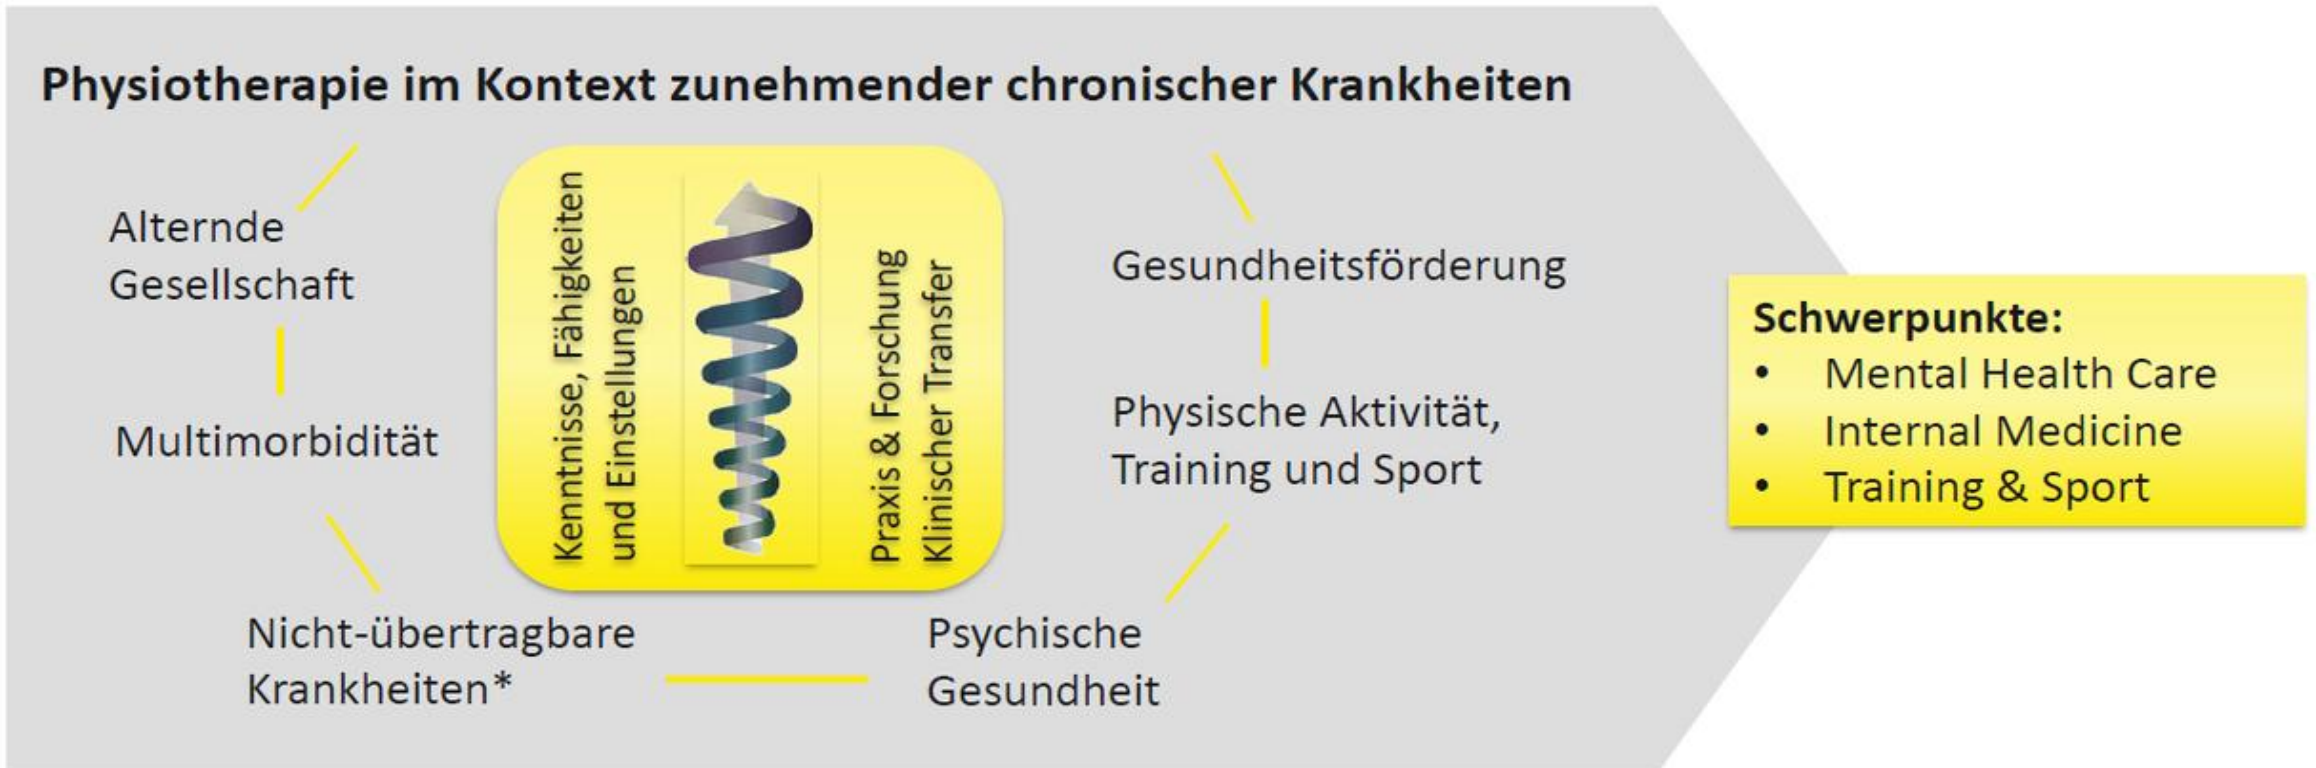 Physiotherapie im Kontext zunehmender chronischer Krankheiten
Alternde
Gesellschaft
Multimorbidität
Nicht-übertragbare
Krankheiten*
Kenntnisse, Fähigkeiten
und Einstellungen
Praxis & Forschung
Klinischer Transfer
Gesundheitsförderung
Physische Aktivität,
Training und Sport
Psychische
Gesundheit
Schwerpunkte:
• Mental Health Care
• Internal Medicine
• Training & Sport